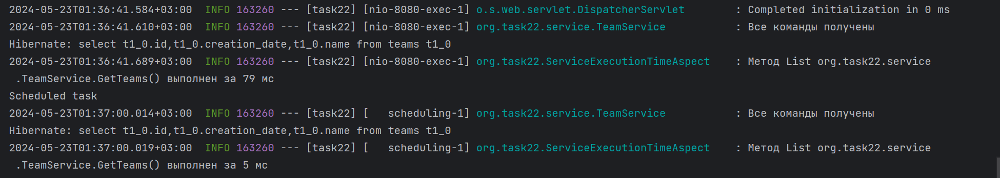 2024-05-23T01:36:41.584+03:00  INFO 163260 --- [task22] [nio-8080-exec-1] o.s.web.servlet.DispatcherServlet        : Completed initialization in 0 ms
2024-05-23T01:36:41.610+03:00  INFO 163260 --- [task22] [nio-8080-exec-1] org.task22.service.TeamService           : Все команды получены
Hibernate: select t1_0.id,t1_0.creation_date,t1_0.name from teams t1_0
2024-05-23T01:36:41.689+03:00  INFO 163260 --- [task22] [nio-8080-exec-1] org.task22.ServiceExecutionTimeAspect    : Метод List org.task22.service
 .TeamService.GetTeams() выполнен за 79 мс
Scheduled task
2024-05-23T01:37:00.014+03:00  INFO 163260 --- [task22] [   scheduling-1] org.task22.service.TeamService           : Все команды получены
Hibernate: select t1_0.id,t1_0.creation_date,t1_0.name from teams t1_0
2024-05-23T01:37:00.019+03:00  INFO 163260 --- [task22] [   scheduling-1] org.task22.ServiceExecutionTimeAspect    : Метод List org.task22.service
 .TeamService.GetTeams() выполнен за 5 мс